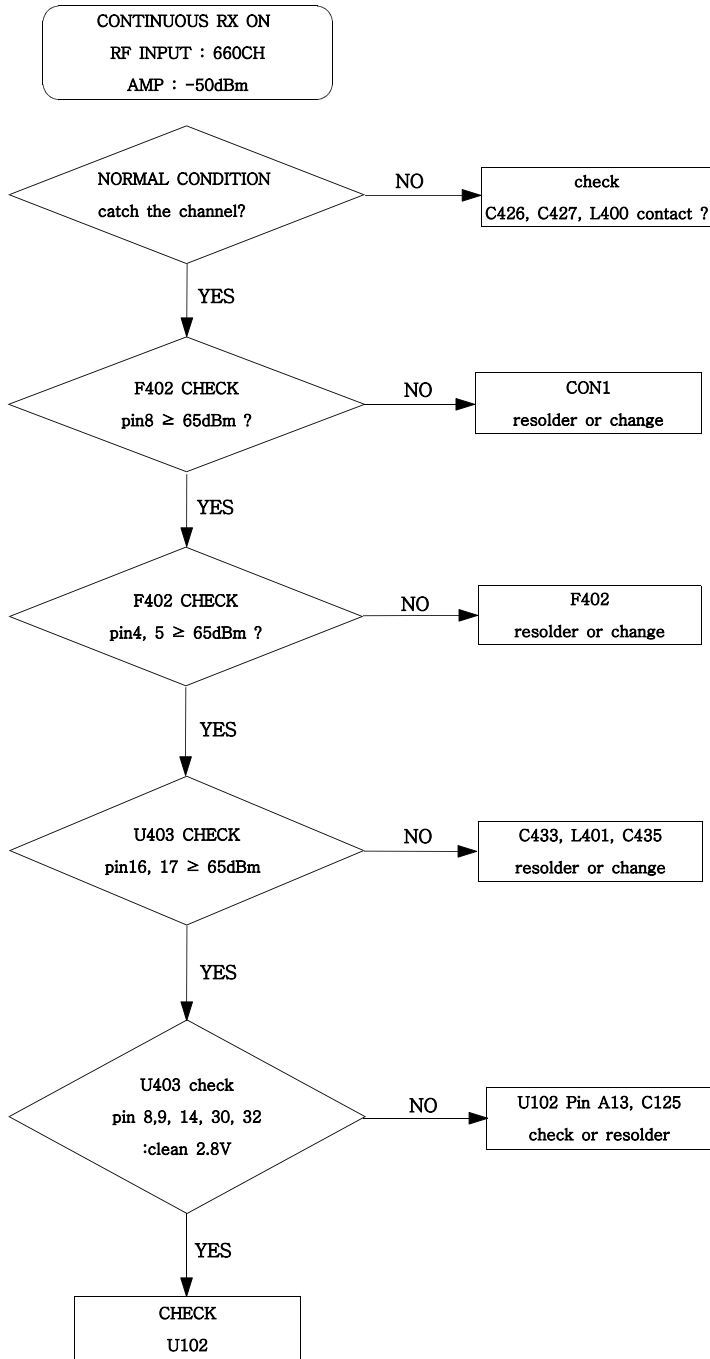 CONTINUOUS RX ON
RF INPUT : 660CH
AMP : -50dBm
NORMAL CONDITION
catch the channel?
NO
check
C426, C427, L400 contact ?
YES
F402 CHECK
pin8 ≥ 65dBm ?
NO
CON1
resolder or change
YES
F402 CHECK
pin4, 5 ≥ 65dBm ?
NO
F402
resolder or change
YES
U403 CHECK
pin16, 17 ≥ 65dBm
NO
C433, L401, C435
resolder or change
YES
U403 check
pin 8,9, 14, 30, 32
:clean 2.8V
NO
U102 Pin A13, C125
check or resolder
YES
CHECK
U102